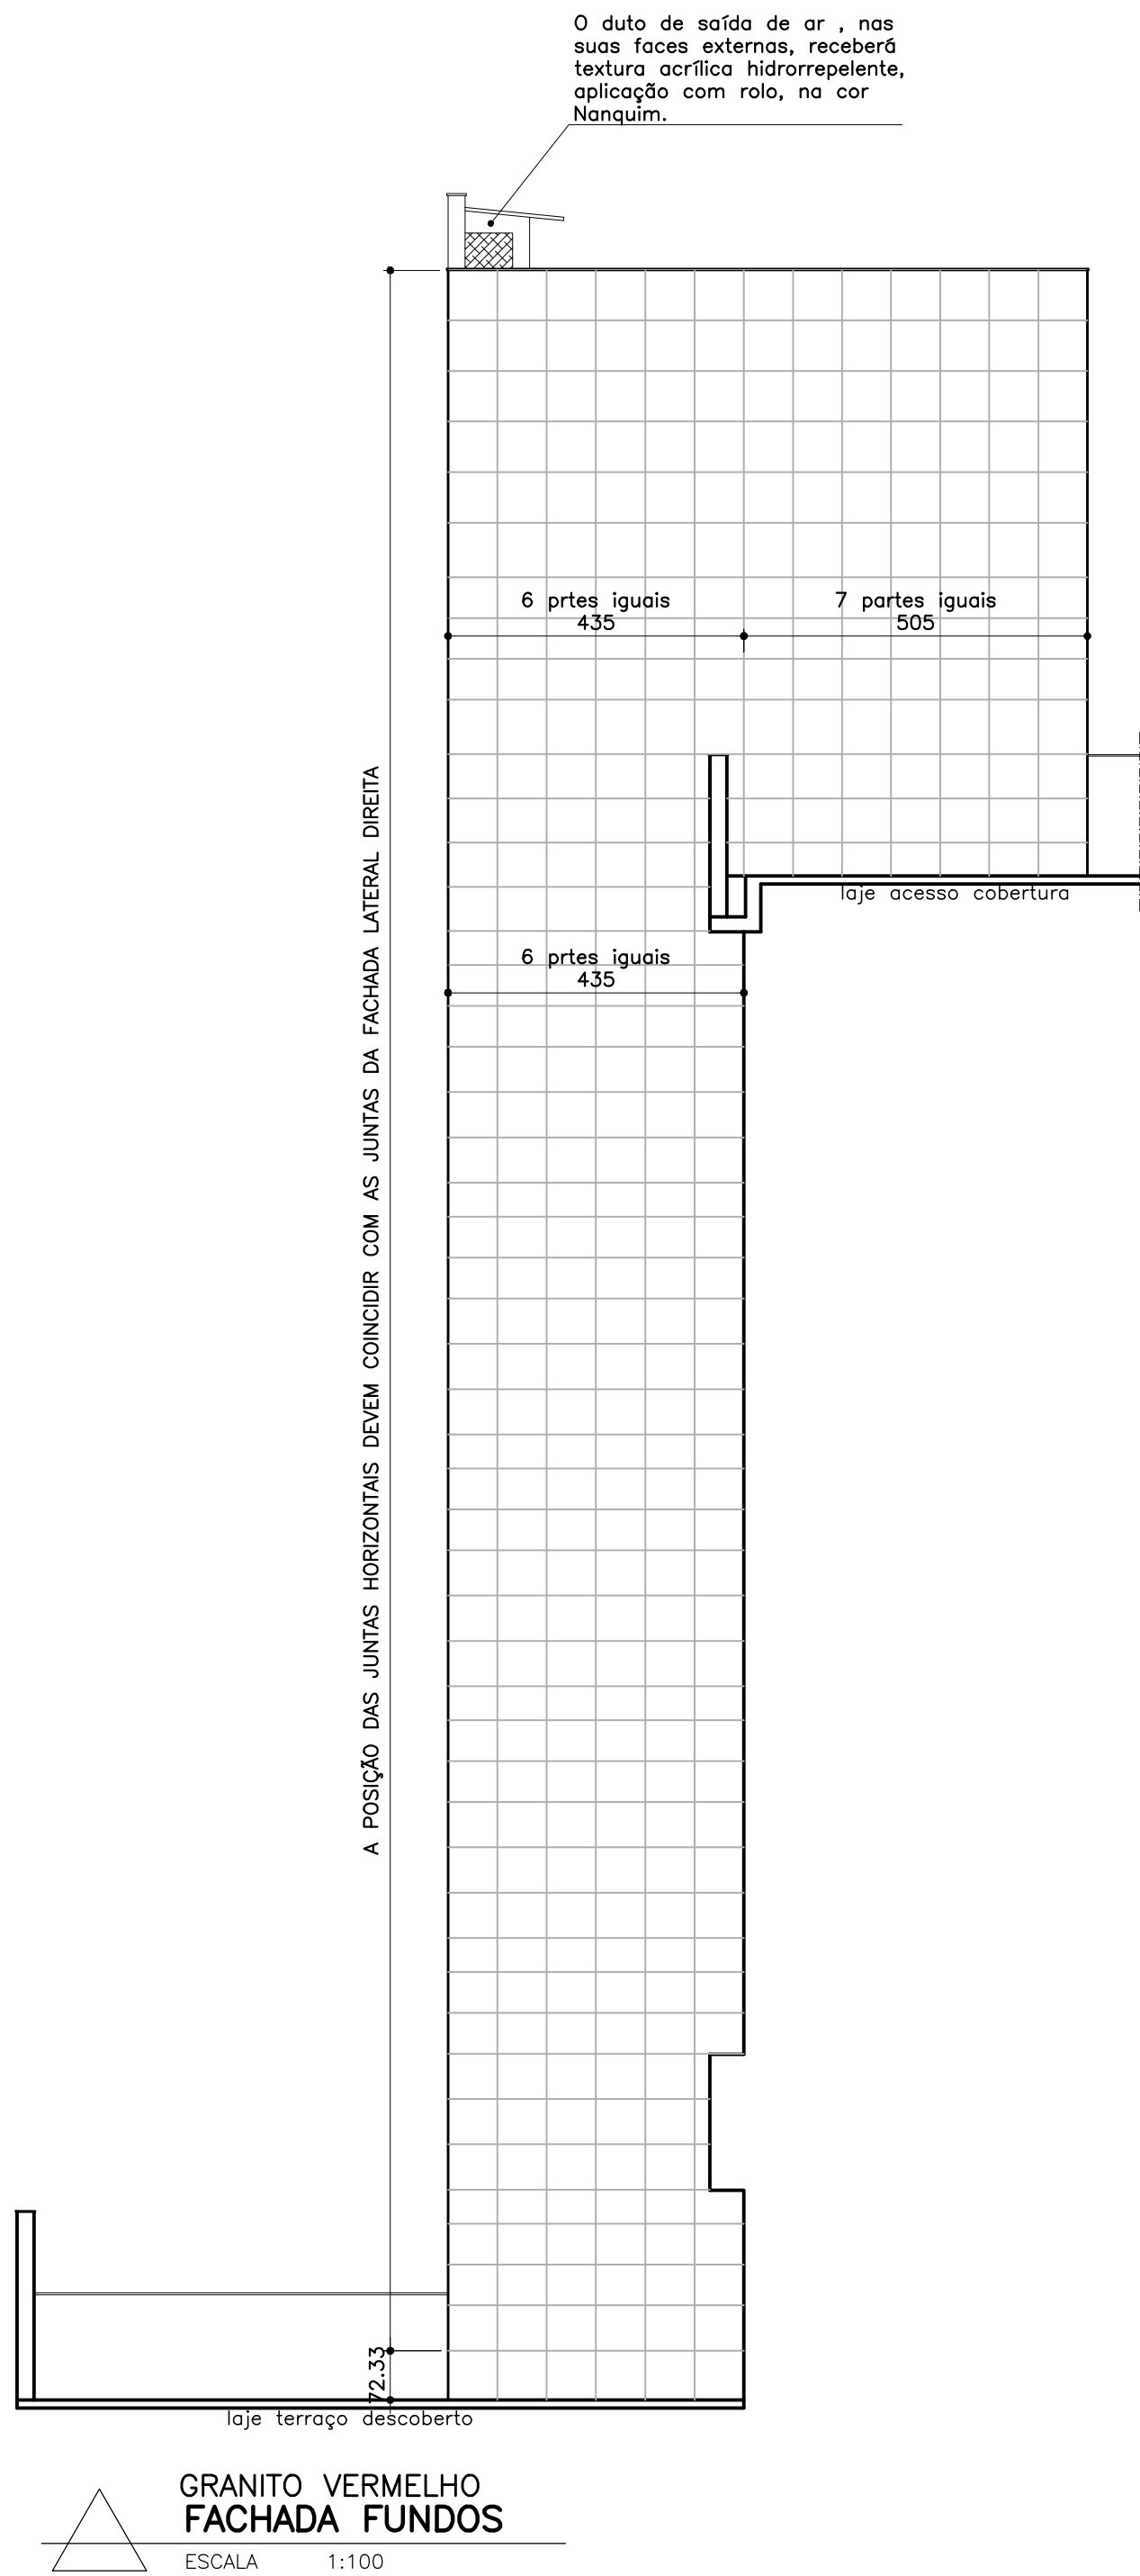 O duto de saída de ar , nas
suas faces externas, receberá
textura acrílica hidrorrepelente,
aplicação com rolo, na cor
Nanquim.
6 prtes iguais
435
7 partes iguais
505
A POSIÇÃO DAS JUNTAS HORIZONTAIS DEVEM COINCIDIR COM AS JUNTAS DA FACHADA LATERAL DIREITA
laje acesso cobertura
6 prtes iguais
435
72.33
laje terraço descoberto
GRANITO VERMELHO
FACHADA FUNDOS
ESCALA 1:100